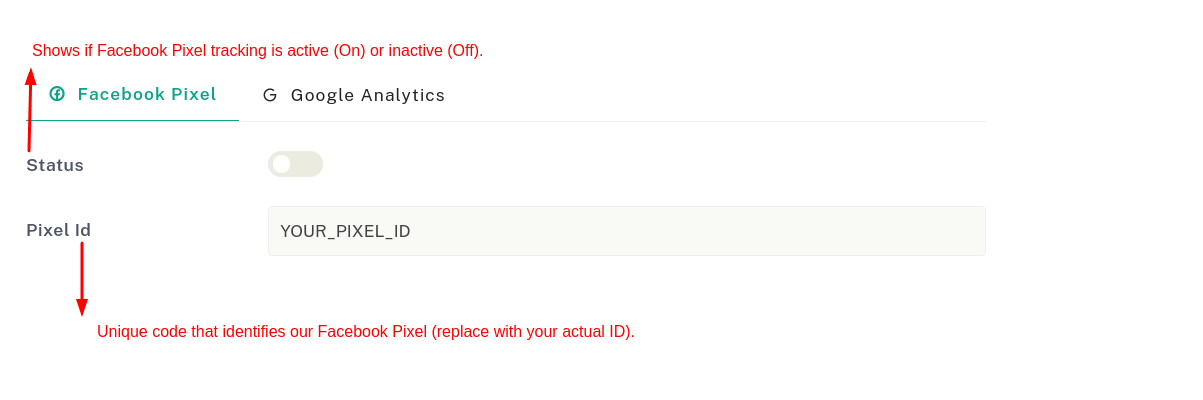 Shows if Facebook Pixel tracking is active (On) or inactive (Off).
Facebook Pixel Google Analytics
Status
Pixel Id YOUR_PIXEL_ID
Unique code that identifies our Facebook Pixel (replace with your actual ID).